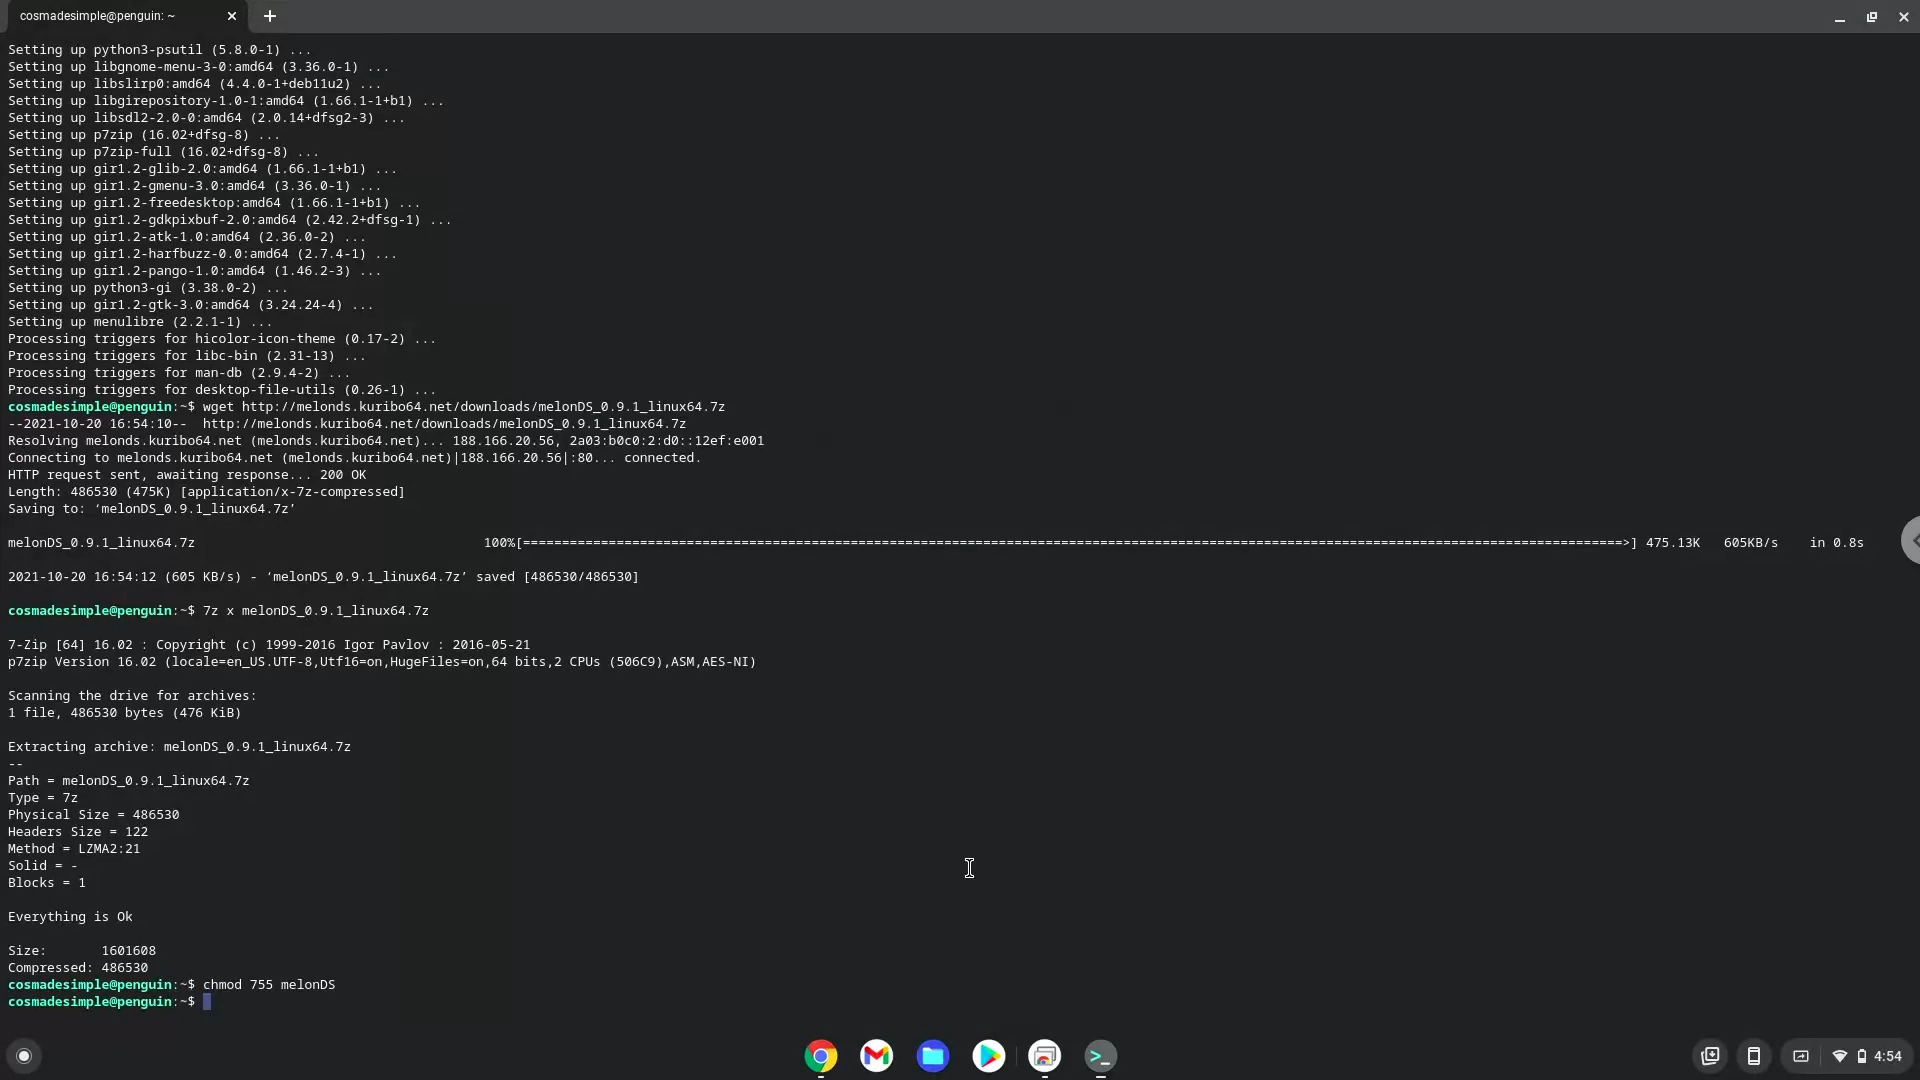 cosmadesimple@penguin: ~
Setting up python3-psutil (5.8.0-1) ...
Setting up libgnome-menu-3-0:amd64 (3.36.0-1) ...
Setting up libslirp0:amd64 (4.4.0-1+deb11u2) ...
Setting up libgirepository-1.0-1:amd64 (1.66.1-1+b1) ...
Setting up libsdl2-2.0-0:amd64 (2.0.14+dfsg2-3) ...
Setting up p7zip (16.02+dfsg-8) ...
Setting up p7zip-full (16.02+dfsg-8) ...
Setting up gir1.2-glib-2.0:amd64 (1.66.1-1+b1) ...
Setting up gir1.2-gmenu-3.0:amd64 (3.36.0-1) ...
Setting up gir1.2-freedesktop:amd64 (1.66.1-1+b1) ...
Setting up gir1.2-gdkpixbuf-2.0:amd64 (2.42.2+dfsg-1) ...
Setting up gir1.2-atk-1.0:amd64 (2.36.0-2) ...
Setting up gir1.2-harfbuzz-0.0:amd64 (2.7.4-1) ...
Setting up gir1.2-pango-1.0:amd64 (1.46.2-3) ...
Setting up python3-gi (3.38.0-2) ...
Setting up gir1.2-gtk-3.0:amd64 (3.24.24-4) ...
Setting up menulibre (2.2.1-1) ...
Processing triggers for hicolor-icon-theme (0.17-2) ...
Processing triggers for libc-bin (2.31-13) ...
Processing triggers for man-db (2.9.4-2) ...
Processing triggers for desktop-file-utils (0.26-1) ...
cosmadesimple@penguin:~$ wget http://melonds.kuribo64.net/downloads/melonDS_0.9.1_linux64.7z
--2021-10-20 16:54:10--  http://melonds.kuribo64.net/downloads/melonDS_0.9.1_linux64.7z
Resolving melonds.kuribo64.net (melonds.kuribo64.net)... 188.166.20.56, 2a03:b0c0:2:d0::12ef:e001
Connecting to melonds.kuribo64.net (melonds.kuribo64.net)|188.166.20.56|:80... connected.
HTTP request sent, awaiting response... 200 OK
Length: 486530 (475K) [application/x-7z-compressed]
Saving to: ‘melonDS_0.9.1_linux64.7z’
melonDS_0.9.1_linux64.7z 100%[=============================================>] 475.13K 605KB/s in 0.8s
2021-10-20 16:54:12 (605 KB/s) - ‘melonDS_0.9.1_linux64.7z’ saved [486530/486530]
cosmadesimple@penguin:~$ 7z x melonDS_0.9.1_linux64.7z
7-Zip [64] 16.02 : Copyright (c) 1999-2016 Igor Pavlov : 2016-05-21
p7zip Version 16.02 (locale=en_US.UTF-8,Utf16=on,HugeFiles=on,64 bits,2 CPUs (506C9),ASM,AES-NI)
Scanning the drive for archives:
1 file, 486530 bytes (476 KiB)
Extracting archive: melonDS_0.9.1_linux64.7z
--
Path = melonDS_0.9.1_linux64.7z
Type = 7z
Physical Size = 486530
Headers Size = 122
Method = LZMA2:21
Solid = -
Blocks = 1
Everything is Ok
Size:       1601608
Compressed: 486530
cosmadesimple@penguin:~$ chmod 755 melonDS
cosmadesimple@penguin:~$
4:54